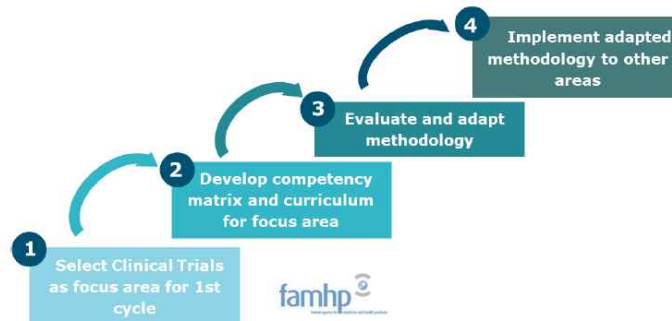 1
Select Clinical Trials
as focus area for 1st
cycle
2
Develop competency
matrix and curriculum
for focus area
3
Evaluate and adapt
methodology
4
Implement adapted
methodology to other
areas
famhp